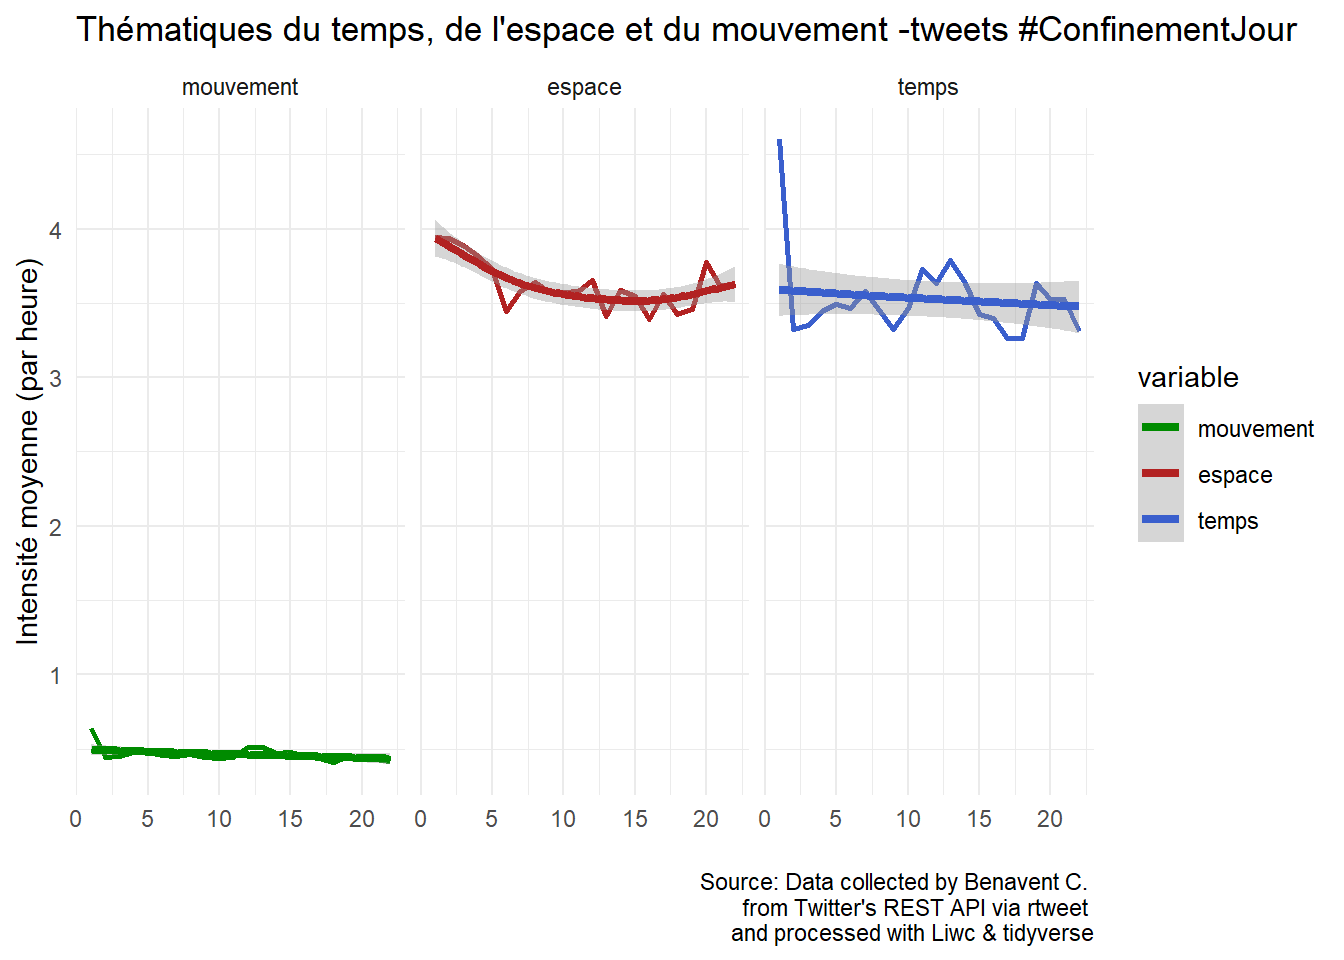 Thématiques du temps, de l'espace et du mouvement -tweets #ConfinementJour
mouvement
espace
temps
Intensité moyenne (par heure)
4
3
2
1
0 5 10 15 20
0 5 10 15 20
0 5 10 15 20
variable
mouvement
espace
temps
Source: Data collected by Benavent C.
from Twitter's REST API via rtweet
and processed with Liwc & tidyverse